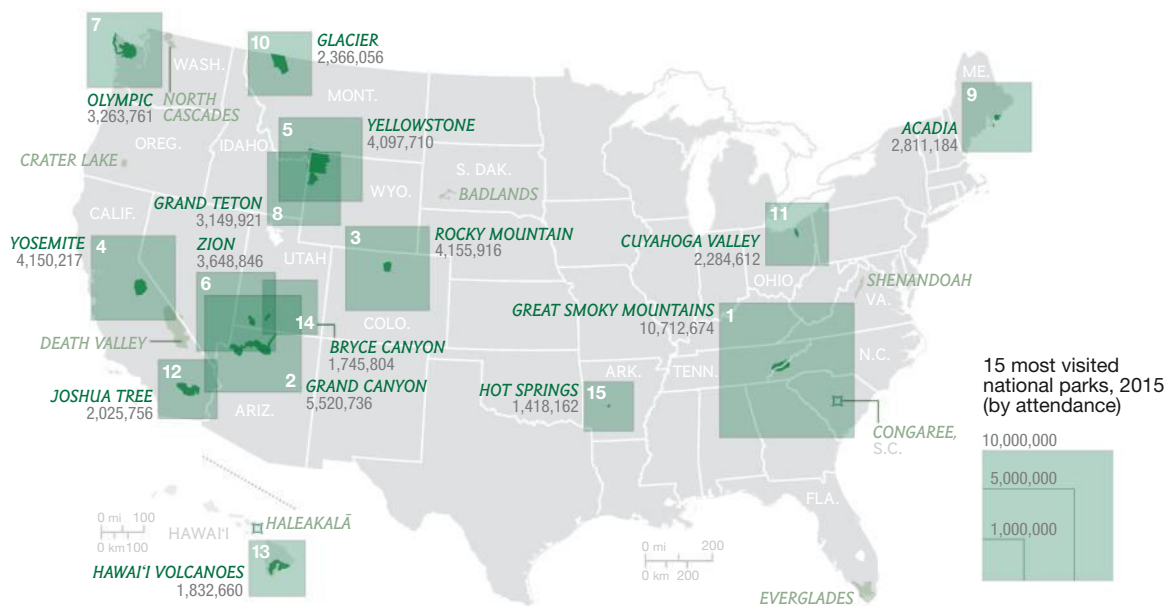 7
10
GLACIER
2,366,056
WASH.
MONT.
ME.
9
OLYMPIC
3,263,761
NORTH
CASCADES
5
YELLOWSTONE
4,097,710
ACADIA
2,811,184
OREG.
IDAHO
CRATER LAKE
S. DAK.
BADLANDS
WYO.
GRAND TETON
3,149,921
8
11
CALIF.
YOSEMITE
4,150,217
4
ZION
3,648,846
UTAH
3
ROCKY MOUNTAIN
4,155,916
CUYAHOGA VALLEY
2,284,612
OHIO
SHENANDOAH
VA.
6
14
COLO.
GREAT SMOKY MOUNTAINS
10,712,674
1
DEATH VALLEY
BRYCE CANYON
1,745,804
N.C.
12
2
GRAND CANYON
5,520,736
JOSHUA TREE
2,025,756
ARIZ.
HOT SPRINGS
1,418,162
ARK.
15
TENN.
CONGAREE,
S.C.
15 most visited
national parks, 2015
(by attendance)
10,000,000
5,000,000
1,000,000
FLA.
0 mi 100
0 km 100
HAWAIʻI
HALEAKALĀ
13
HAWAIʻI VOLCANOES
1,832,660
0 mi 200
0 km 200
EVERGLADES